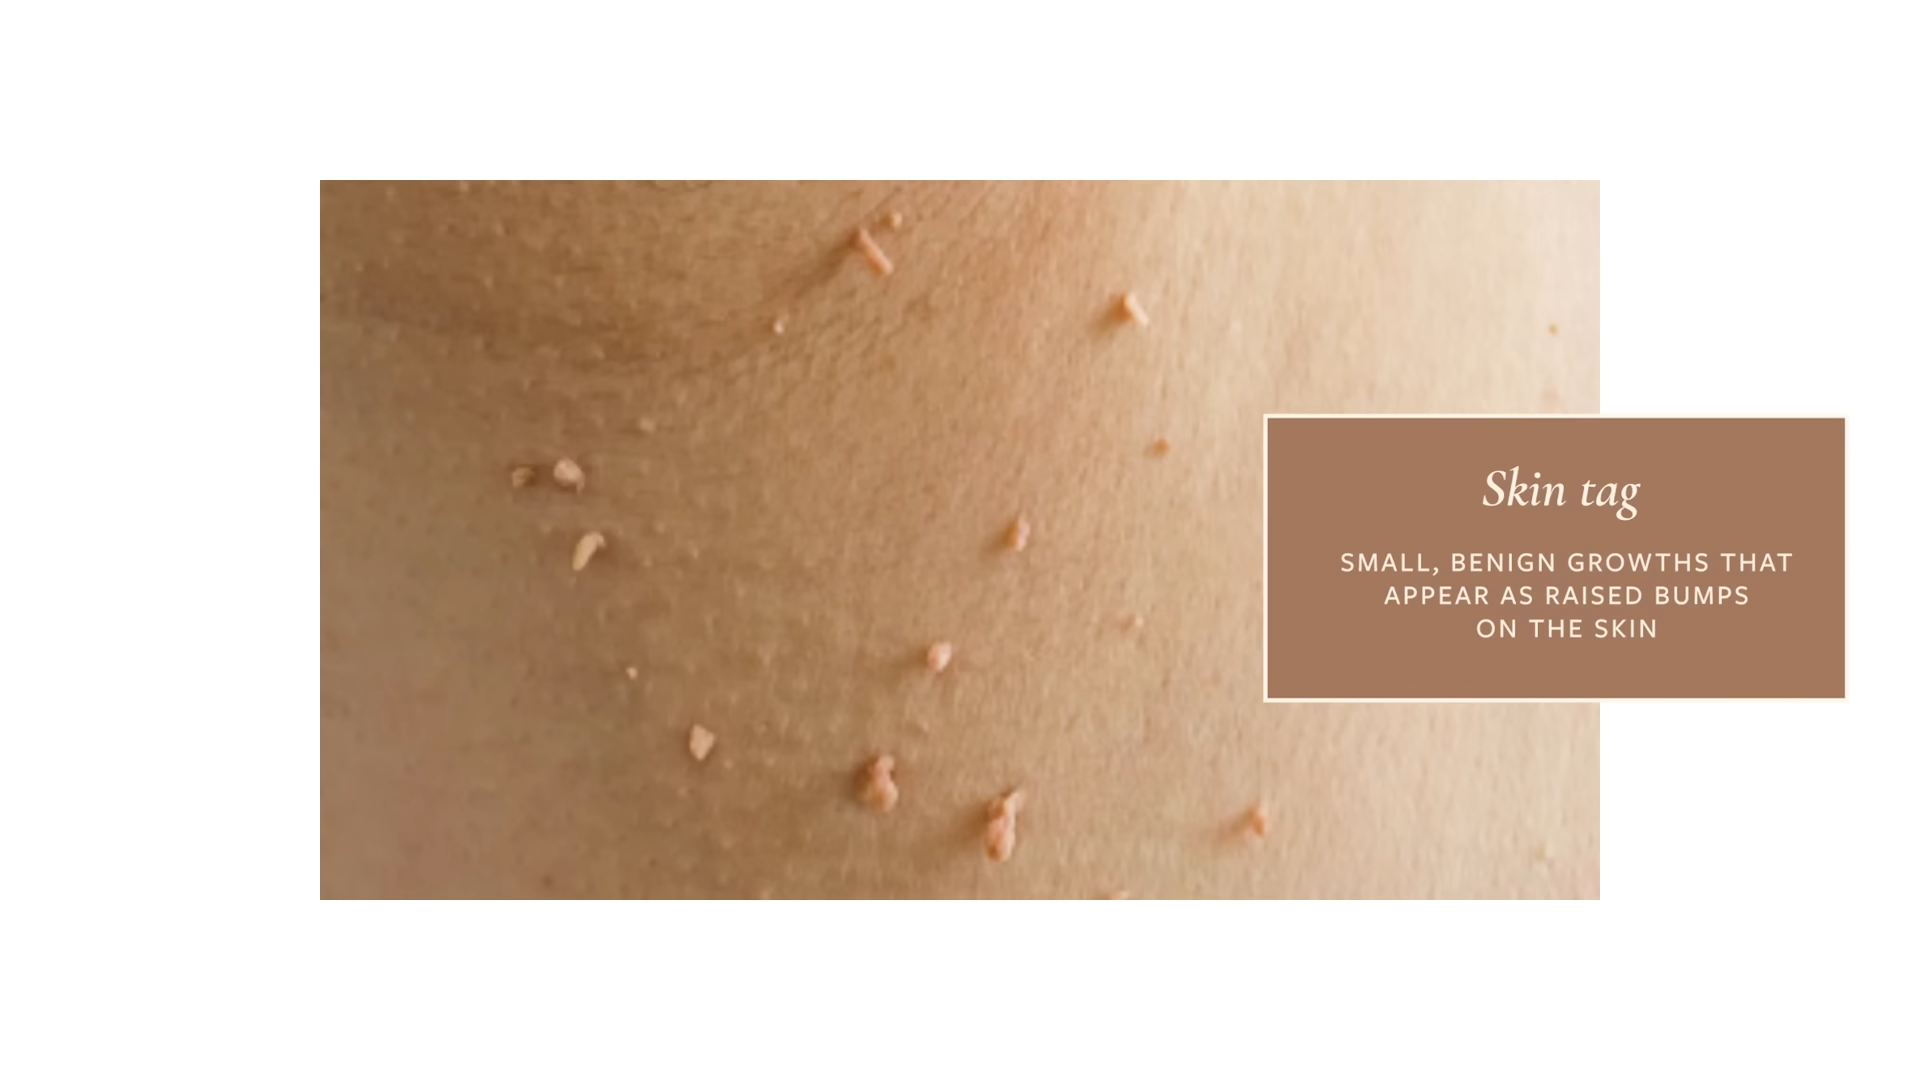 Skin tag
SMALL, BENIGN GROWTHS THAT
APPEAR AS RAISED BUMPS
ON THE SKIN